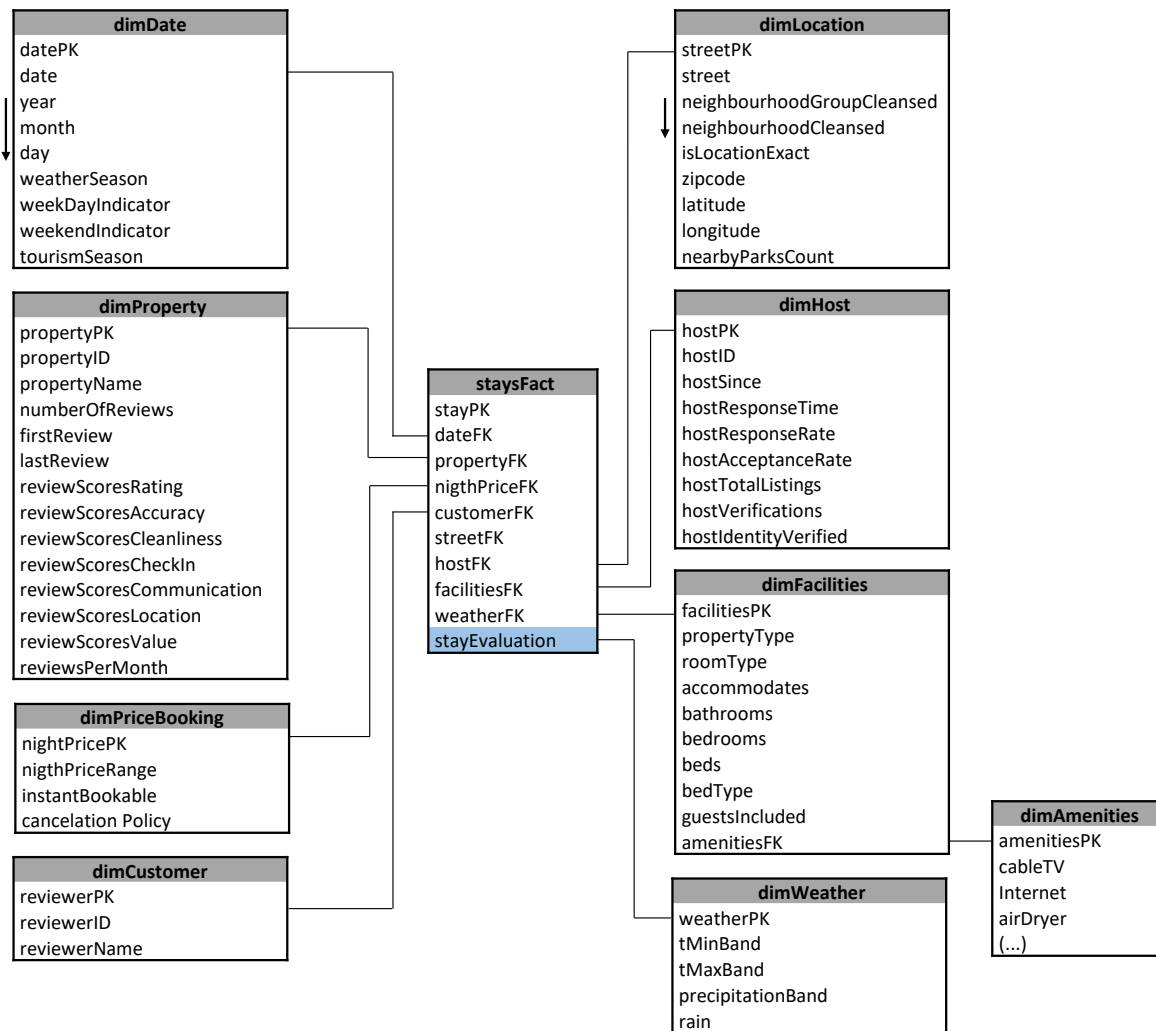 dimDate
datePK
date
year
month
day
weatherSeason
weekDayIndicator
weekendIndicator
tourismSeason
dimProperty
propertyPK
propertyID
propertyName
numberOfReviews
firstReview
lastReview
reviewScoresRating
reviewScoresAccuracy
reviewScoresCleanliness
reviewScoresCheckIn
reviewScoresCommunication
reviewScoresLocation
reviewScoresValue
reviewsPerMonth
dimPriceBooking
nightPricePK
nigthPriceRange
instantBookable
cancelation Policy
dimCustomer
reviewerPK
reviewerID
reviewerName
staysFact
stayPK
dateFK
propertyFK
nigthPriceFK
customerFK
streetFK
hostFK
facilitiesFK
weatherFK
stayEvaluation
dimLocation
streetPK
street
neighbourhoodGroupCleansed
neighbourhoodCleansed
isLocationExact
zipcode
latitude
longitude
nearbyParksCount
dimHost
hostPK
hostID
hostSince
hostResponseTime
hostResponseRate
hostAcceptanceRate
hostTotalListings
hostVerifications
hostIdentityVerified
dimFacilities
facilitiesPK
propertyType
roomType
accommodates
bathrooms
bedrooms
beds
bedType
guestsIncluded
amenitiesFK
dimWeather
weatherPK
tMinBand
tMaxBand
precipitationBand
rain
dimAmenities
amenitiesPK
cableTV
Internet
airDryer
(...)